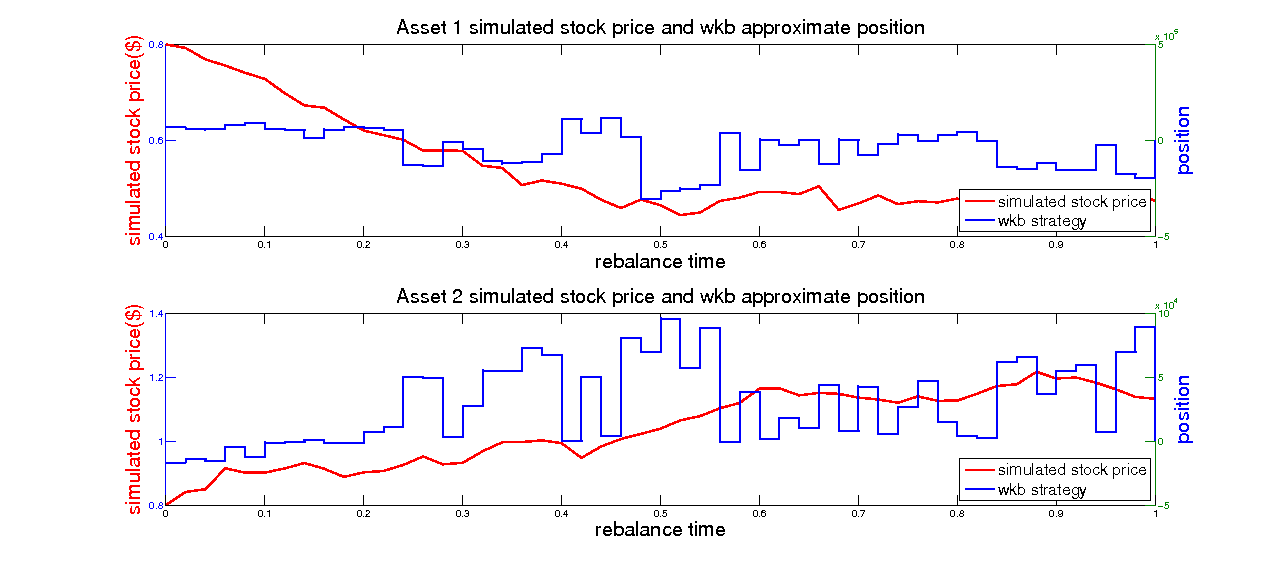 Asset 1 simulated stock price and wkb approximate position
simulated stock price($)
0.8
0.6
0.4
5
0
-5
position
simulated stock price
wkb strategy
0 0.1 0.2 0.3 0.4 0.5 0.6 0.7 0.8 0.9 1
rebalance time
Asset 2 simulated stock price and wkb approximate position
simulated stock price($)
1.4
1.2
1
0.8
x 10^4
10
5
0
-5
position
simulated stock price
wkb strategy
0 0.1 0.2 0.3 0.4 0.5 0.6 0.7 0.8 0.9 1
rebalance time